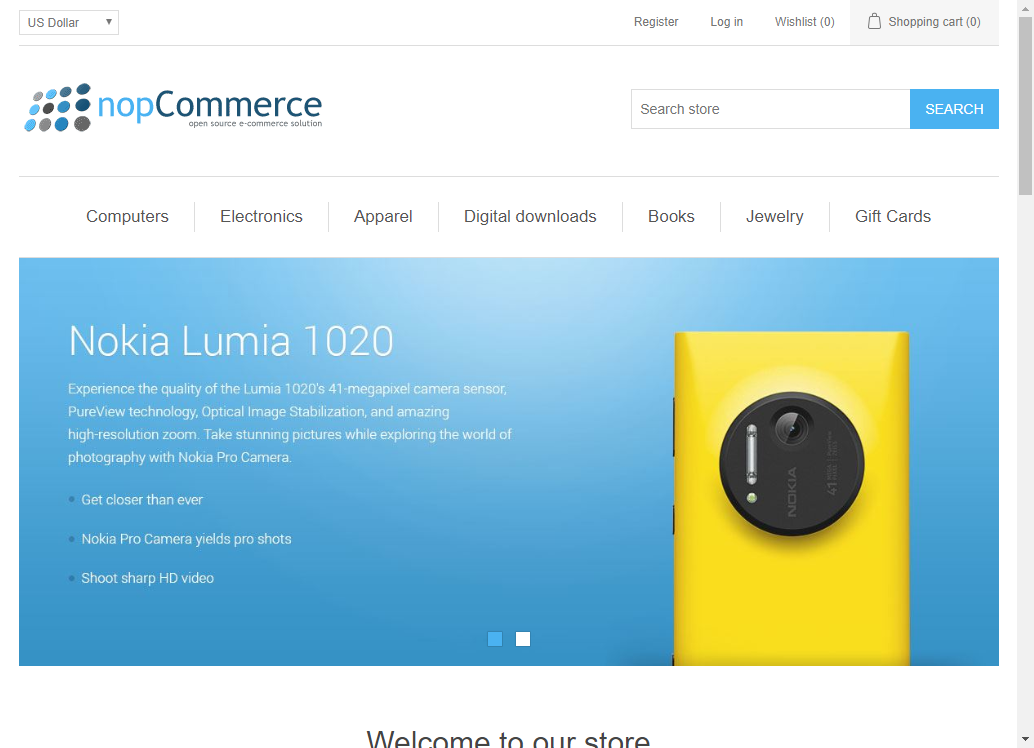 US Dollar
Register
Log in
Wishlist (0)
Shopping cart (0)
nopCommerce
open source e-commerce solution
Search store
SEARCH
Computers
Electronics
Apparel
Digital downloads
Books
Jewelry
Gift Cards
Nokia Lumia 1020
Experience the quality of the Lumia 1020's 41-megapixel camera sensor,
PureView technology, Optical Image Stabilization, and amazing
high-resolution zoom. Take stunning pictures while exploring the world of
photography with Nokia Pro Camera.
Get closer than ever
Nokia Pro Camera yields pro shots
Shoot sharp HD video
NOKIA
41
Welcome to our store